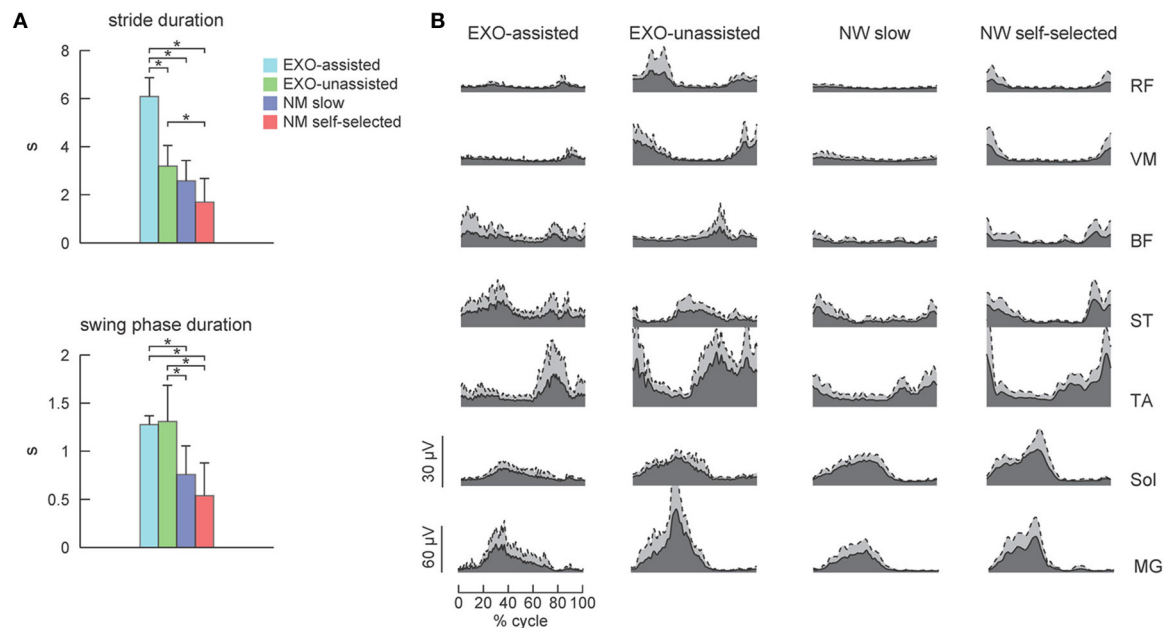 A
stride duration
8
6
4
2
0
s
* * * *
EXO-assisted
EXO-unassisted
NM slow
NM self-selected
swing phase duration
2
1.5
1
0.5
0
s
* * * *
B
EXO-assisted EXO-unassisted NW slow NW self-selected
RF
VM
BF
ST
TA
30 µV
Sol
60 µV
MG
0 20 40 60 80 100
% cycle